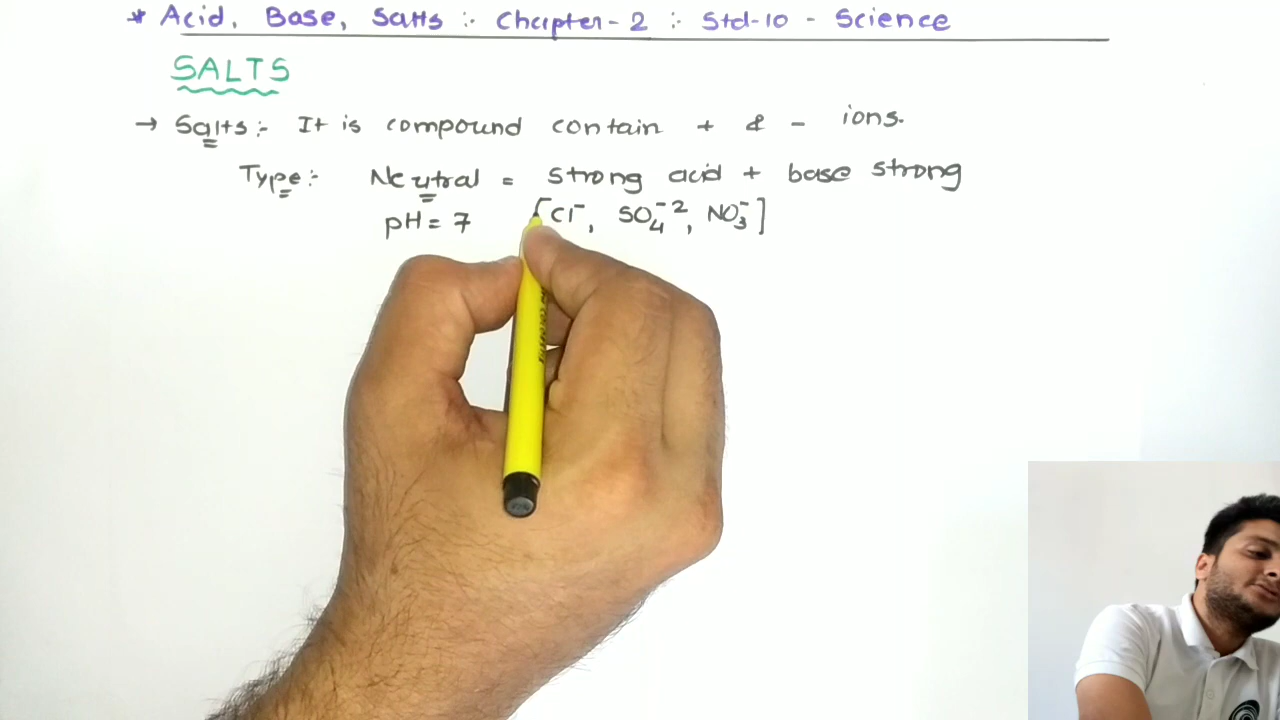 * Acid, Base, Salts :- Chapter-2 :- Std-10 - Science
SALTS
→ Salts :- It is compound contain + & - ions.
Type :- Neutral = strong acid + base strong
pH = 7 [Cl⁻, SO₄⁻², NO₃⁻]